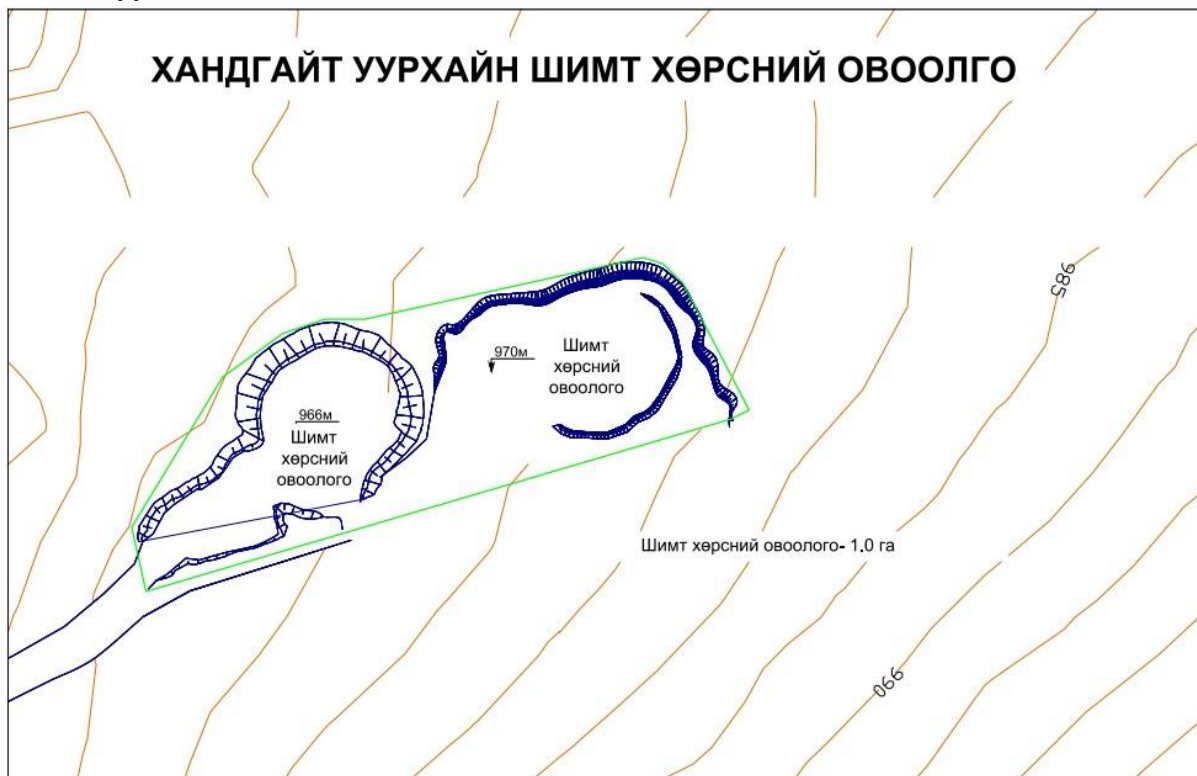 ХАНДГАЙТ УУРХАЙН ШИМТ ХӨРСНИЙ ОВООЛГО
985
970м
Шимт
хөрсний
овоолого
966м
Шимт
хөрсний
овоолого
Шимт хөрсний овоолого- 1.0 га
990